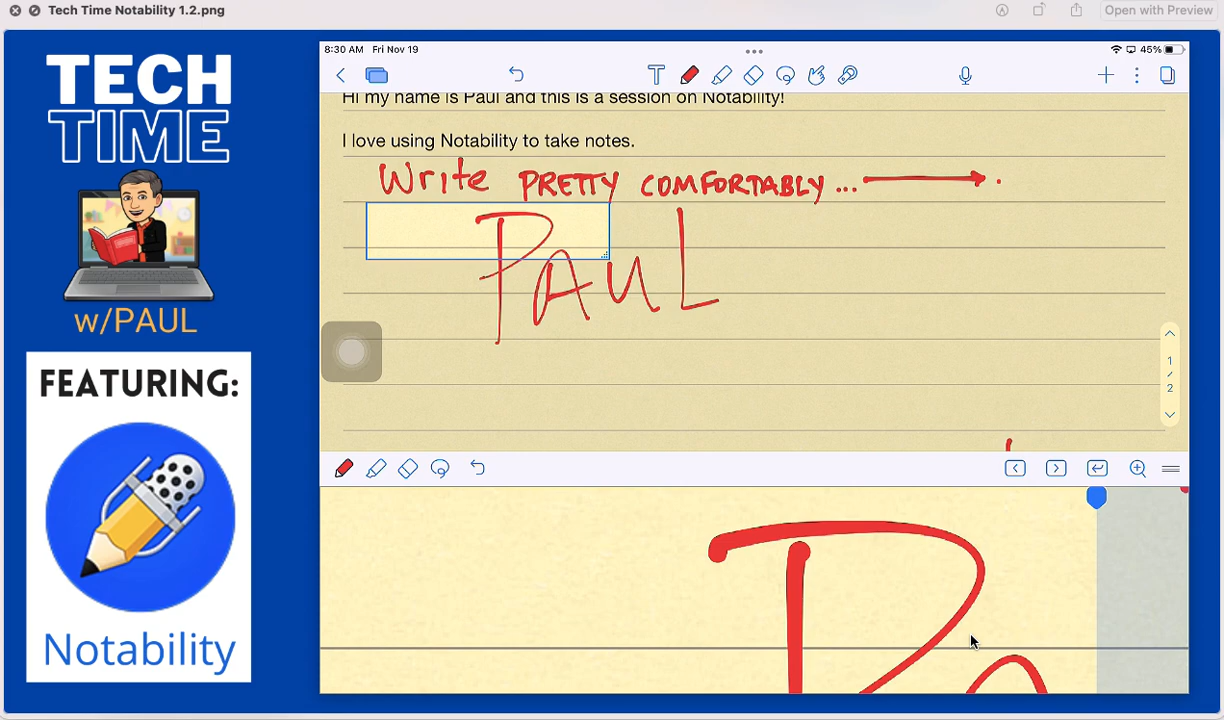 Tech Time Notability 1.2.png
Open with Preview
TECH
TIME
w/PAUL
FEATURING:
Notability
8:30 AM Fri Nov 19
45%
Hi my name is Paul and this is a session on Notability!
I love using Notability to take notes.
Write PRETTY COMFORTABLY ...
PAUL
1
/
2